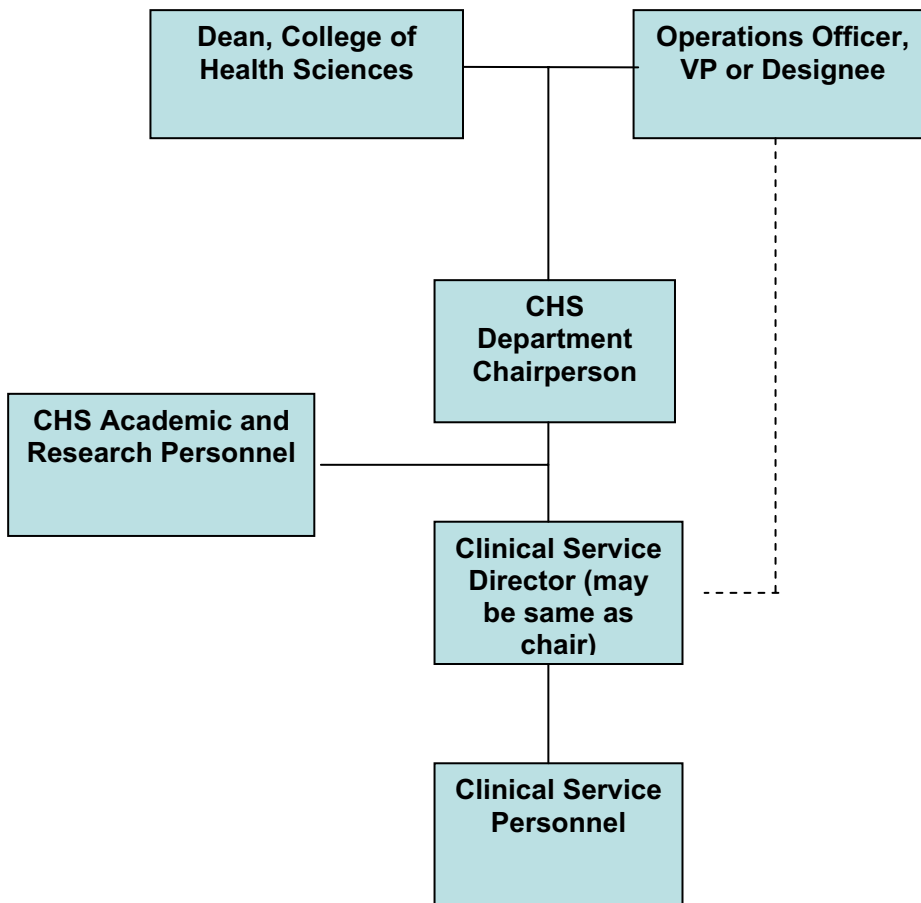 Dean, College of
Health Sciences
Operations Officer,
VP or Designee
CHS
Department
Chairperson
CHS Academic and
Research Personnel
Clinical Service
Director (may
be same as
chair)
Clinical Service
Personnel